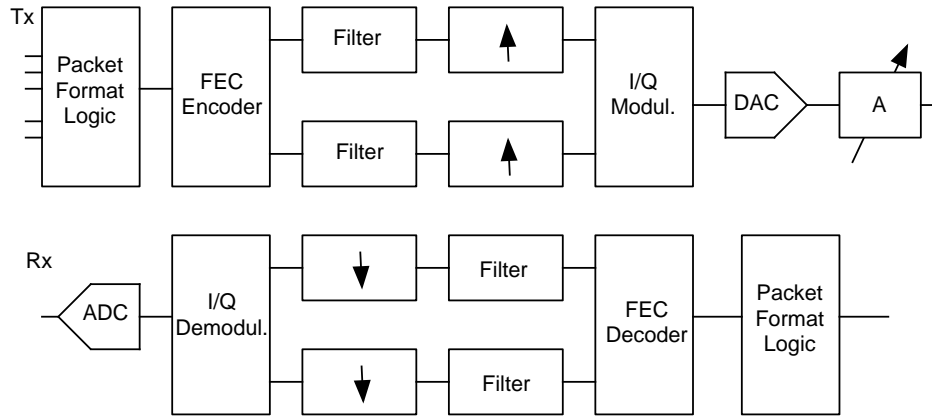 Tx
Packet
Format
Logic
FEC
Encoder
Filter
Filter
I/Q
Modul.
DAC
A
Rx
ADC
I/Q
Demodul.
Filter
Filter
FEC
Decoder
Packet
Format
Logic